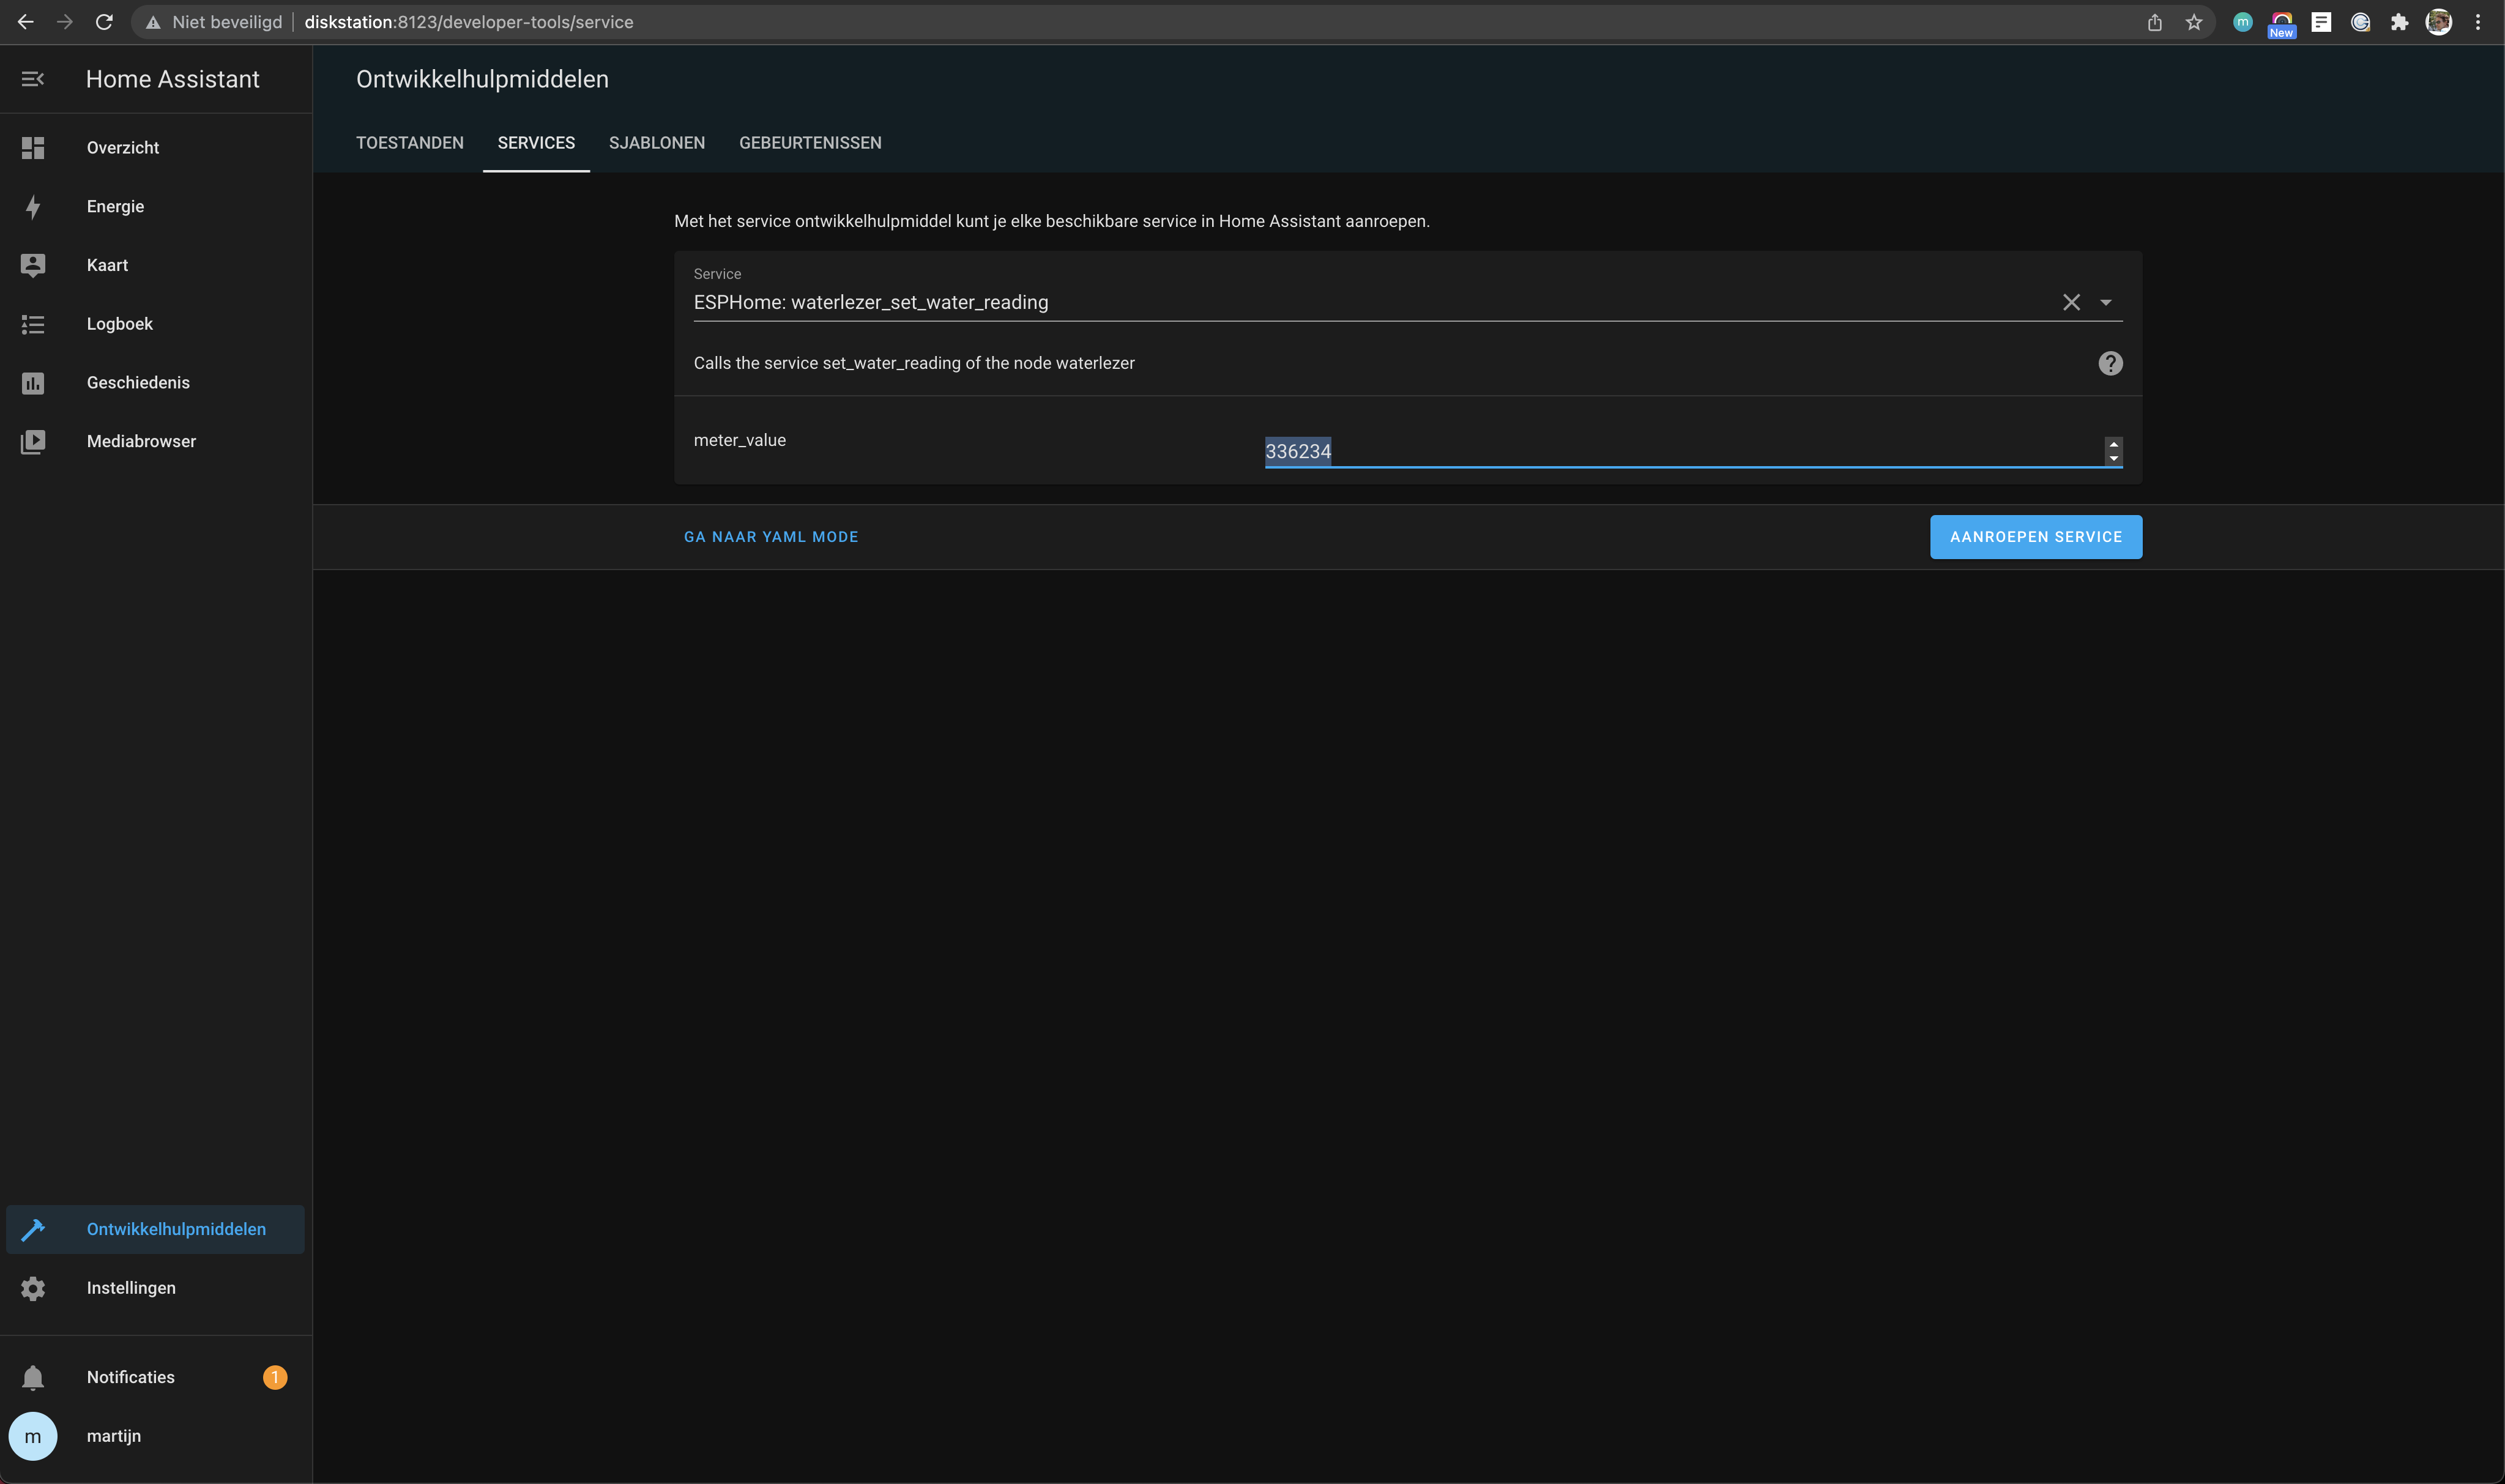 Niet beveiligd diskstation:8123/developer-tools/service
m
New
Home Assistant
Overzicht
Energie
Kaart
Logboek
Geschiedenis
Mediabrowser
Ontwikkelhulpmiddelen
Instellingen
Notificaties 1
m martijn
Ontwikkelhulpmiddelen
TOESTANDEN SERVICES SJABLONEN GEBEURTENISSEN
Met het service ontwikkelhulpmiddel kunt je elke beschikbare service in Home Assistant aanroepen.
Service
ESPHome: waterlezer_set_water_reading
Calls the service set_water_reading of the node waterlezer
meter_value 336234
GA NAAR YAML MODE AANROEPEN SERVICE